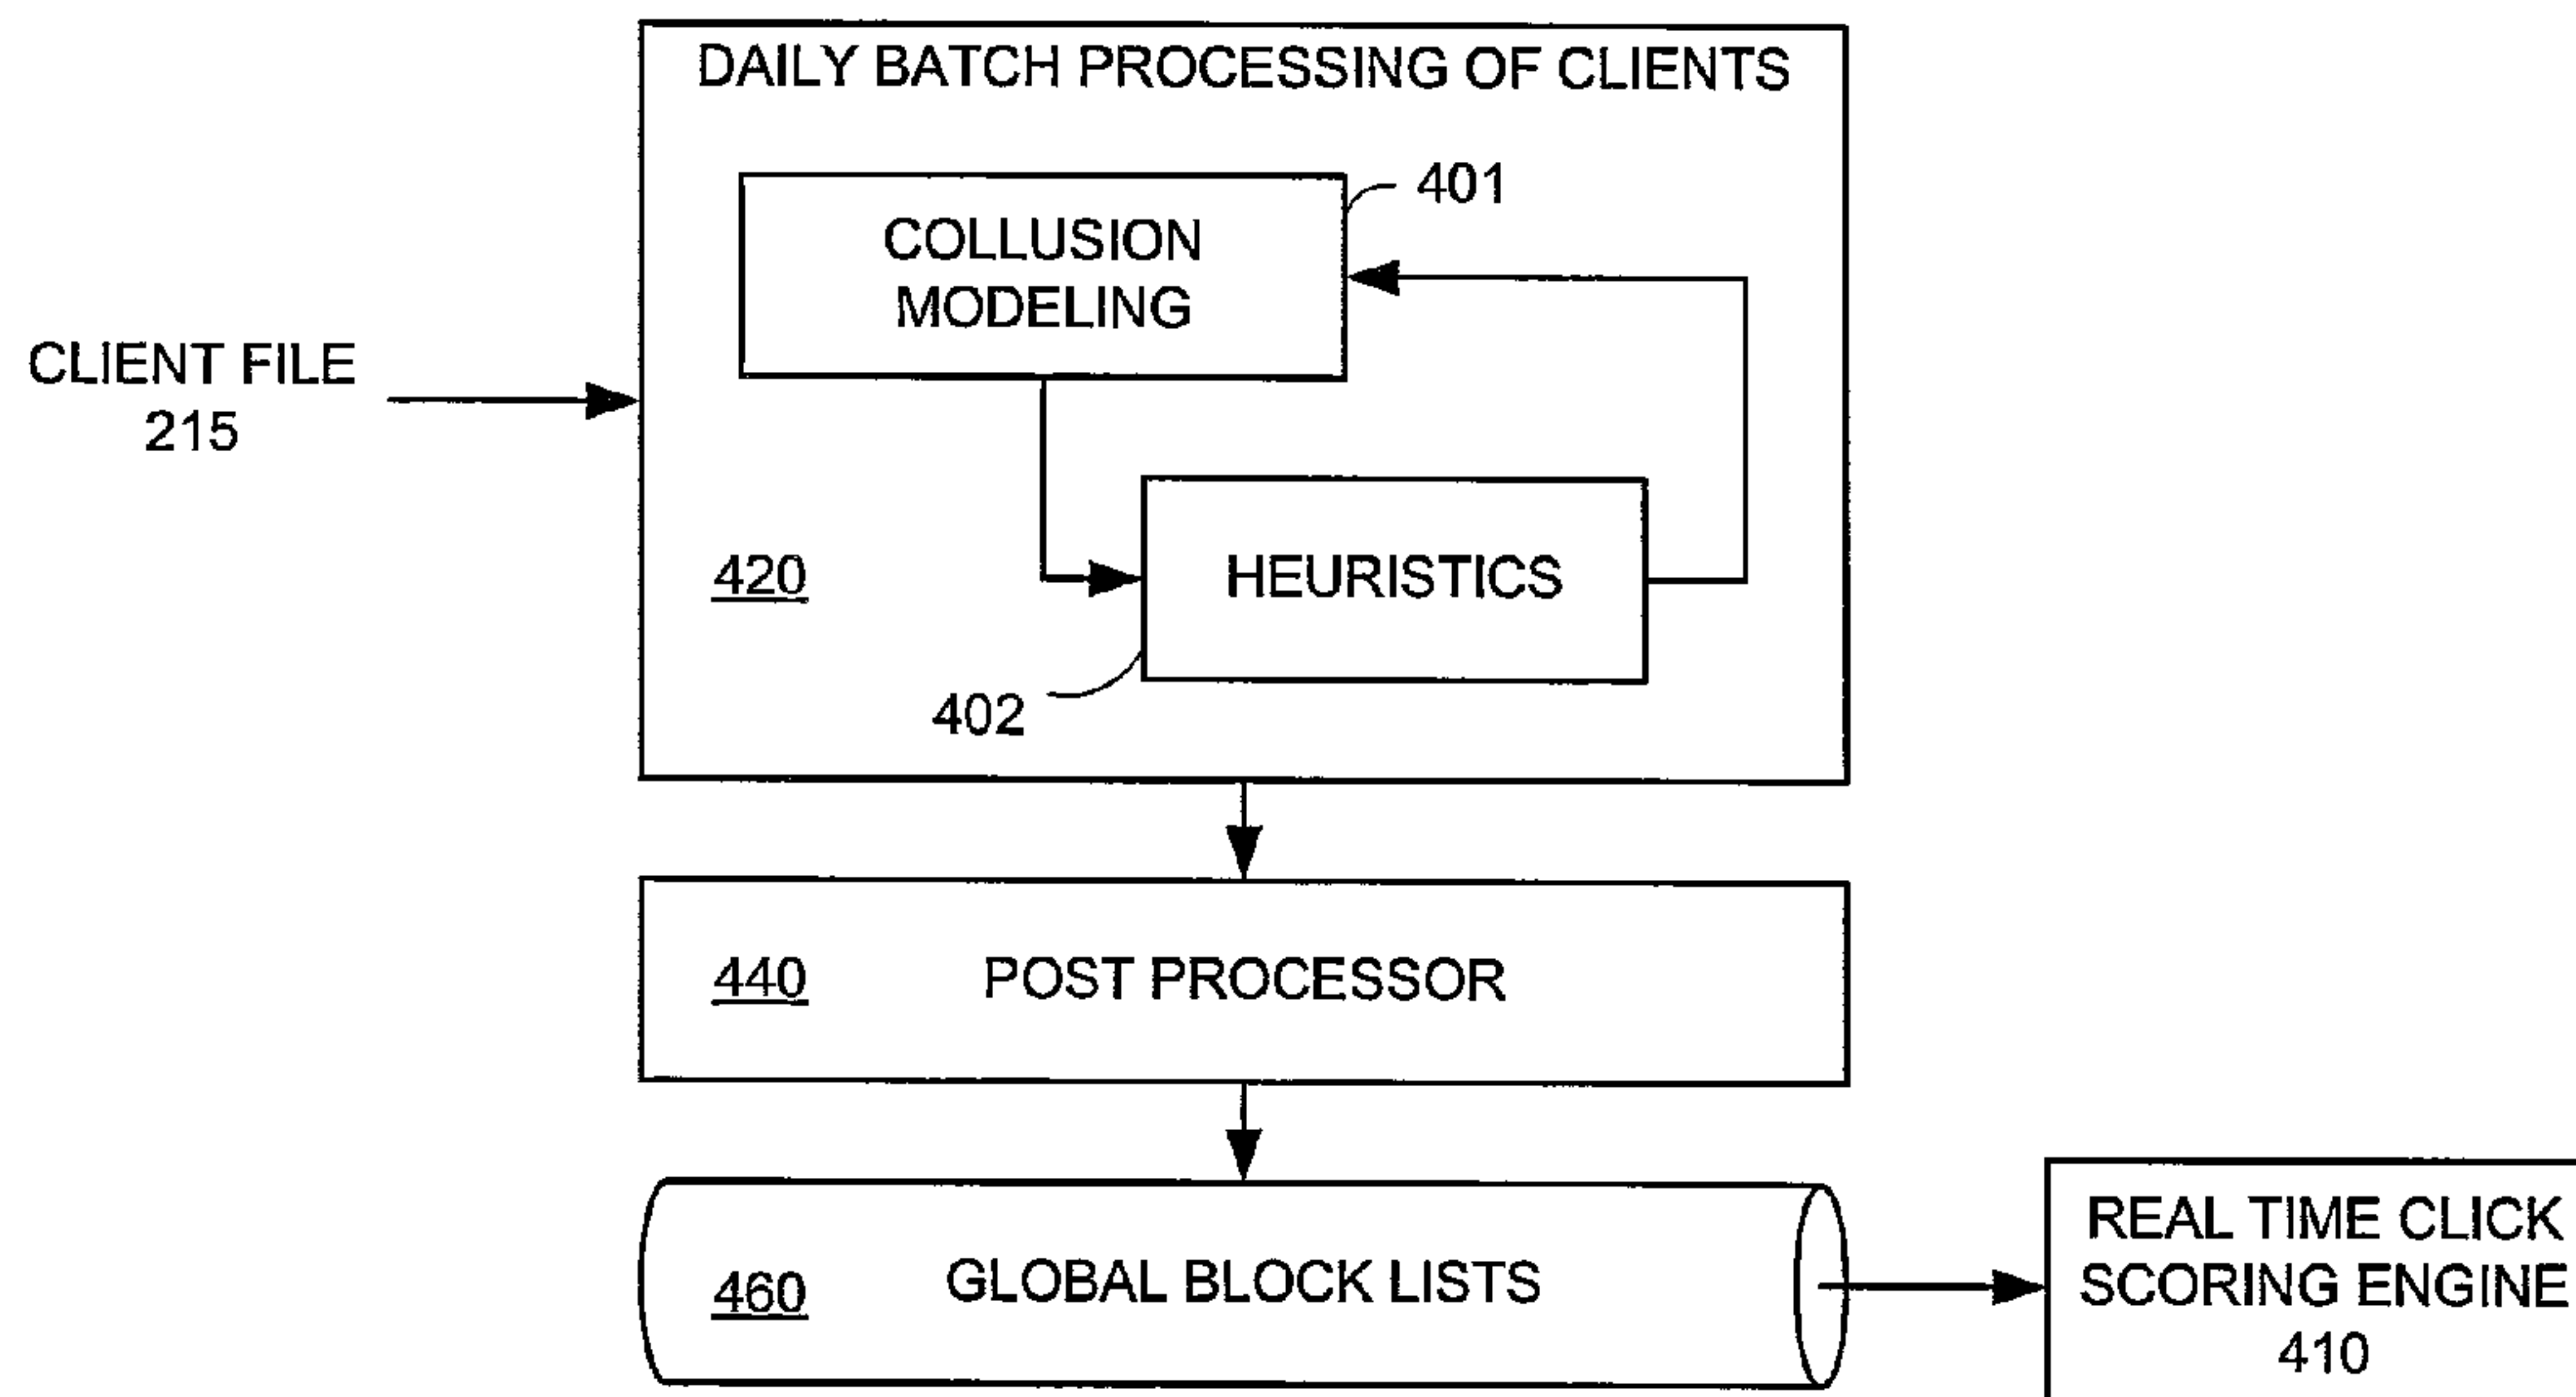 DAILY BATCH PROCESSING OF CLIENTS
COLLUSION
MODELING
401
CLIENT FILE
215
420
HEURISTICS
402
440
POST PROCESSOR
460
GLOBAL BLOCK LISTS
REAL TIME CLICK
SCORING ENGINE
410